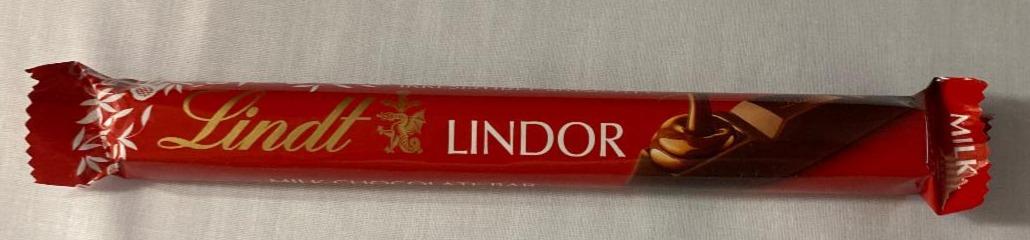 Lindt LINDOR
MILK CHOCOLATE BAR
MILK